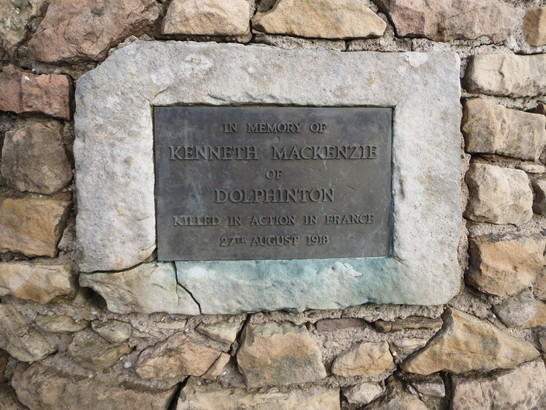 IN MEMORY OF
KENNETH MACKENZIE
OF
DOLPHINTON
KILLED IN ACTION IN FRANCE
27TH AUGUST 1918